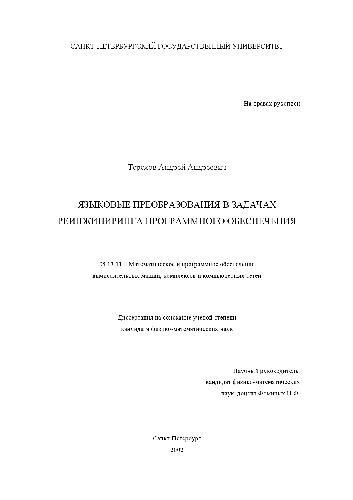 САНКТ-ПЕТЕРБУРГСКИЙ ГОСУДАРСТВЕННЫЙ УНИВЕРСИТЕТ
На правах рукописи
Терехов Андрей Андреевич
ЯЗЫКОВЫЕ ПРЕОБРАЗОВАНИЯ В ЗАДАЧАХ
РЕИНЖИНИРИНГА ПРОГРАММНОГО ОБЕСПЕЧЕНИЯ
05.13.11 – Математическое и программное обеспечение
вычислительных машин, комплексов и компьютерных сетей
Диссертация на соискание ученой степени
кандидата физико-математических наук
Научный руководитель:
кандидат физико-математических
наук, доцент Фоминых Н.Ф.
Санкт-Петербург
2002